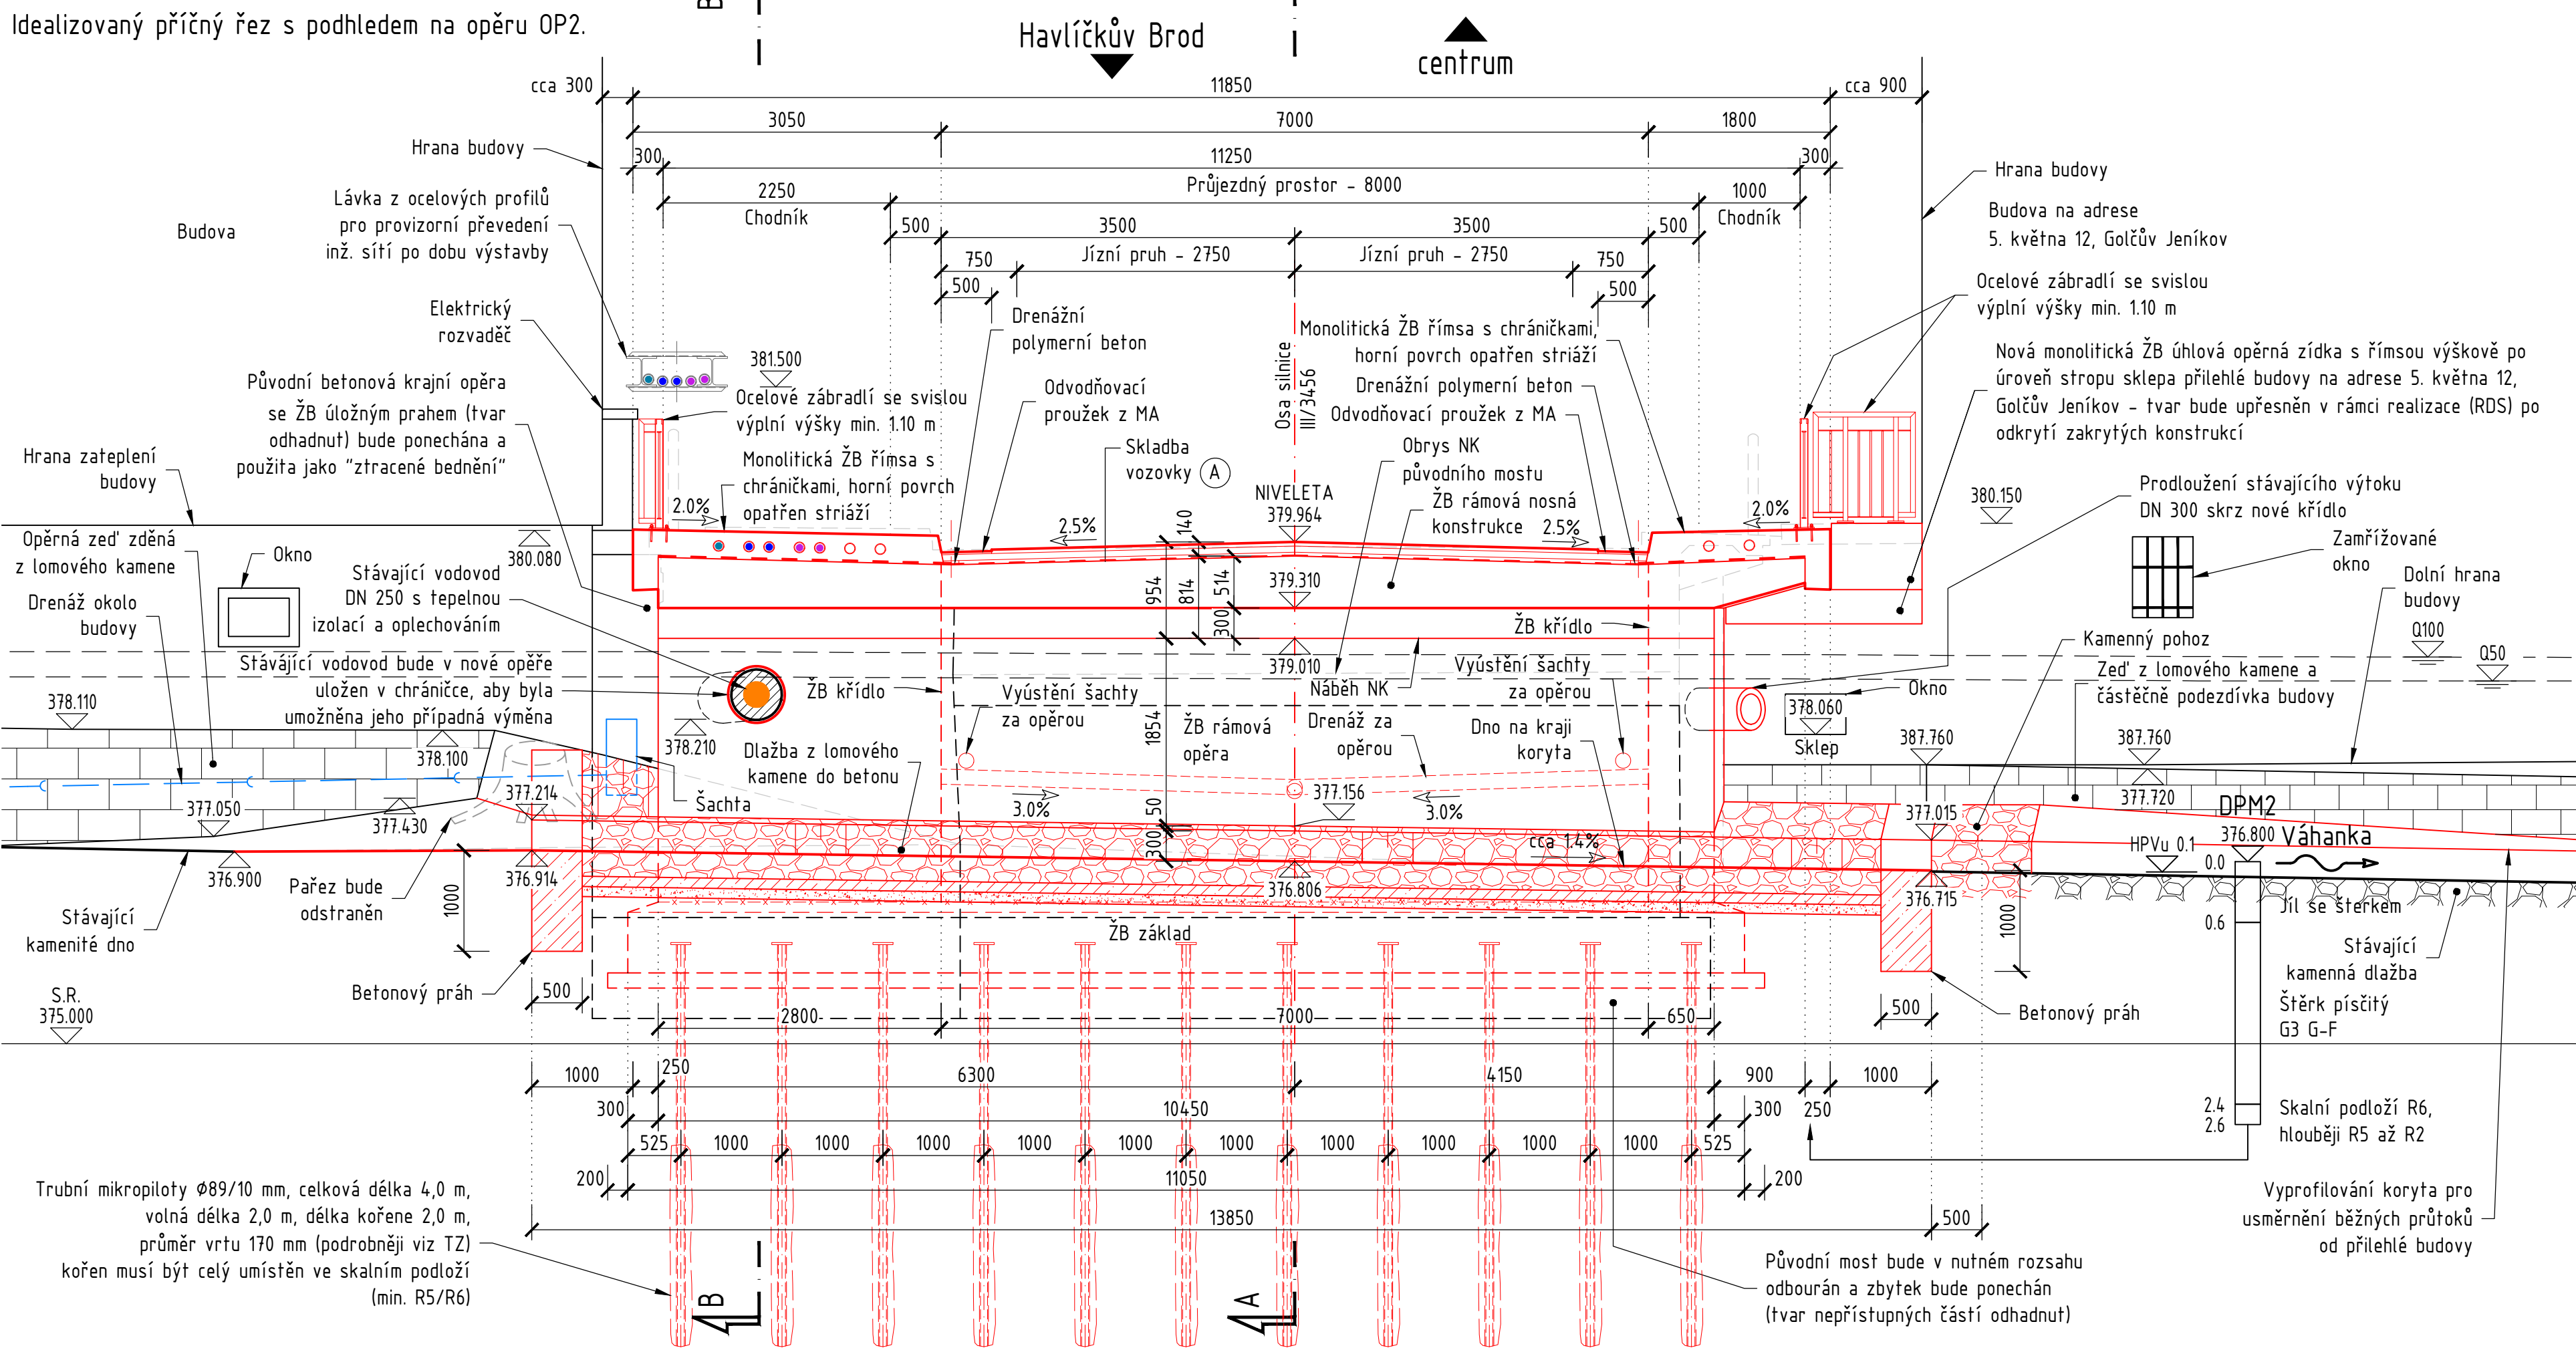 Idealizovaný příčný řez s podhledem na opěru OP2.
B
Havlíčkův Brod
centrum
cca 300
11850
cca 900
3050
7000
1800
300
11250
300
Průjezdný prostor - 8000
2250
Chodník
1000
Chodník
500
3500
3500
500
750
Jízní pruh - 2750
Jízní pruh - 2750
750
500
500
Hrana budovy
Lávka z ocelových profilů
pro provizorní převedení
inž. sítí po dobu výstavby
Budova
Elektrický
rozvaděč
Původní betonová krajní opěra
se ŽB úložným prahem (tvar
odhadnut) bude ponechána a
použita jako "ztracené bednění"
Hrana zateplení
budovy
Opěrná zeď zděná
z lomového kamene
Okno
Drenáž okolo
budovy
Stávající vodovod
DN 250 s tepelnou
izolací a oplechováním
Stávájící vodovod bude v nové opěře
uložen v chráničce, aby byla
umožněna jeho případná výměna
381.500
Ocelové zábradlí se svislou
výplní výšky min. 1.10 m
Monolitická ŽB římsa s
chráničkami, horní povrch
opatřen striáží
2.0%
380.080
Drenážní
polymerní beton
Odvodňovací
proužek z MA
Skladba
vozovky A
2.5%
Osa silnice
III/3456
NIVELETA
379.964
Monolitická ŽB římsa s chráničkami,
horní povrch opatřen striáží
Drenážní polymerní beton
Odvodňovací proužek z MA
Obrys NK
původního mostu
ŽB rámová nosná
konstrukce
2.5%
2.0%
Hrana budovy
Budova na adrese
5. května 12, Golčův Jeníkov
Ocelové zábradlí se svislou
výplní výšky min. 1.10 m
Nová monolitická ŽB úhlová opěrná zídka s římsou výškově po
úroveň stropu sklepa přilehlé budovy na adrese 5. května 12,
Golčův Jeníkov - tvar bude upřesněn v rámci realizace (RDS) po
odkrytí zakrytých konstrukcí
Prodloužení stávajícího výtoku
DN 300 skrz nové křídlo
380.150
Zamřížované
okno
Dolní hrana
budovy
Q100
Q50
Kamenný pohoz
Zeď z lomového kamene a
částěčně podezdívka budovy
Okno
378.060
Sklep
140
954
814
514
300
379.310
379.010
ŽB křídlo
ŽB křídlo
Náběh NK
Vyústění šachty
za opěrou
Vyústění šachty
za opěrou
ŽB rámová
opěra
Drenáž za
opěrou
Dno na kraji
koryta
1854
50
300
378.110
378.100
378.210
Dlažba z lomového
kamene do betonu
Šachta
377.050
377.430
377.214
3.0%
377.156
3.0%
cca 1.4%
387.760
387.760
377.720
377.015
DPM2
376.800
Váhanka
HPVu 0.1
0.0
0.6
Jíl se štěrkem
376.900
376.914
376.806
376.715
1000
1000
Stávající
kamenité dno
Pařez bude
odstraněn
Betonový práh
ŽB základ
S.R.
375.000
500
500
Betonový práh
Stávající
kamenná dlažba
Štěrk písčitý
G3 G-F
2.4
2.6
Skalní podloží R6,
hlouběji R5 až R2
2800
7000
650
1000
250
6300
4150
900
1000
300
10450
300
250
525
1000
1000
1000
1000
1000
1000
1000
1000
1000
1000
525
200
11050
200
13850
500
Trubní mikropiloty Ø89/10 mm, celková délka 4,0 m,
volná délka 2,0 m, délka kořene 2,0 m,
průměr vrtu 170 mm (podrobněji viz TZ)
kořen musí být celý umístěn ve skalním podloží
(min. R5/R6)
B
A
Původní most bude v nutném rozsahu
odbourán a zbytek bude ponechán
(tvar nepřístupných částí odhadnut)
Vyprofilování koryta pro
usměrnění běžných průtoků
od přilehlé budovy